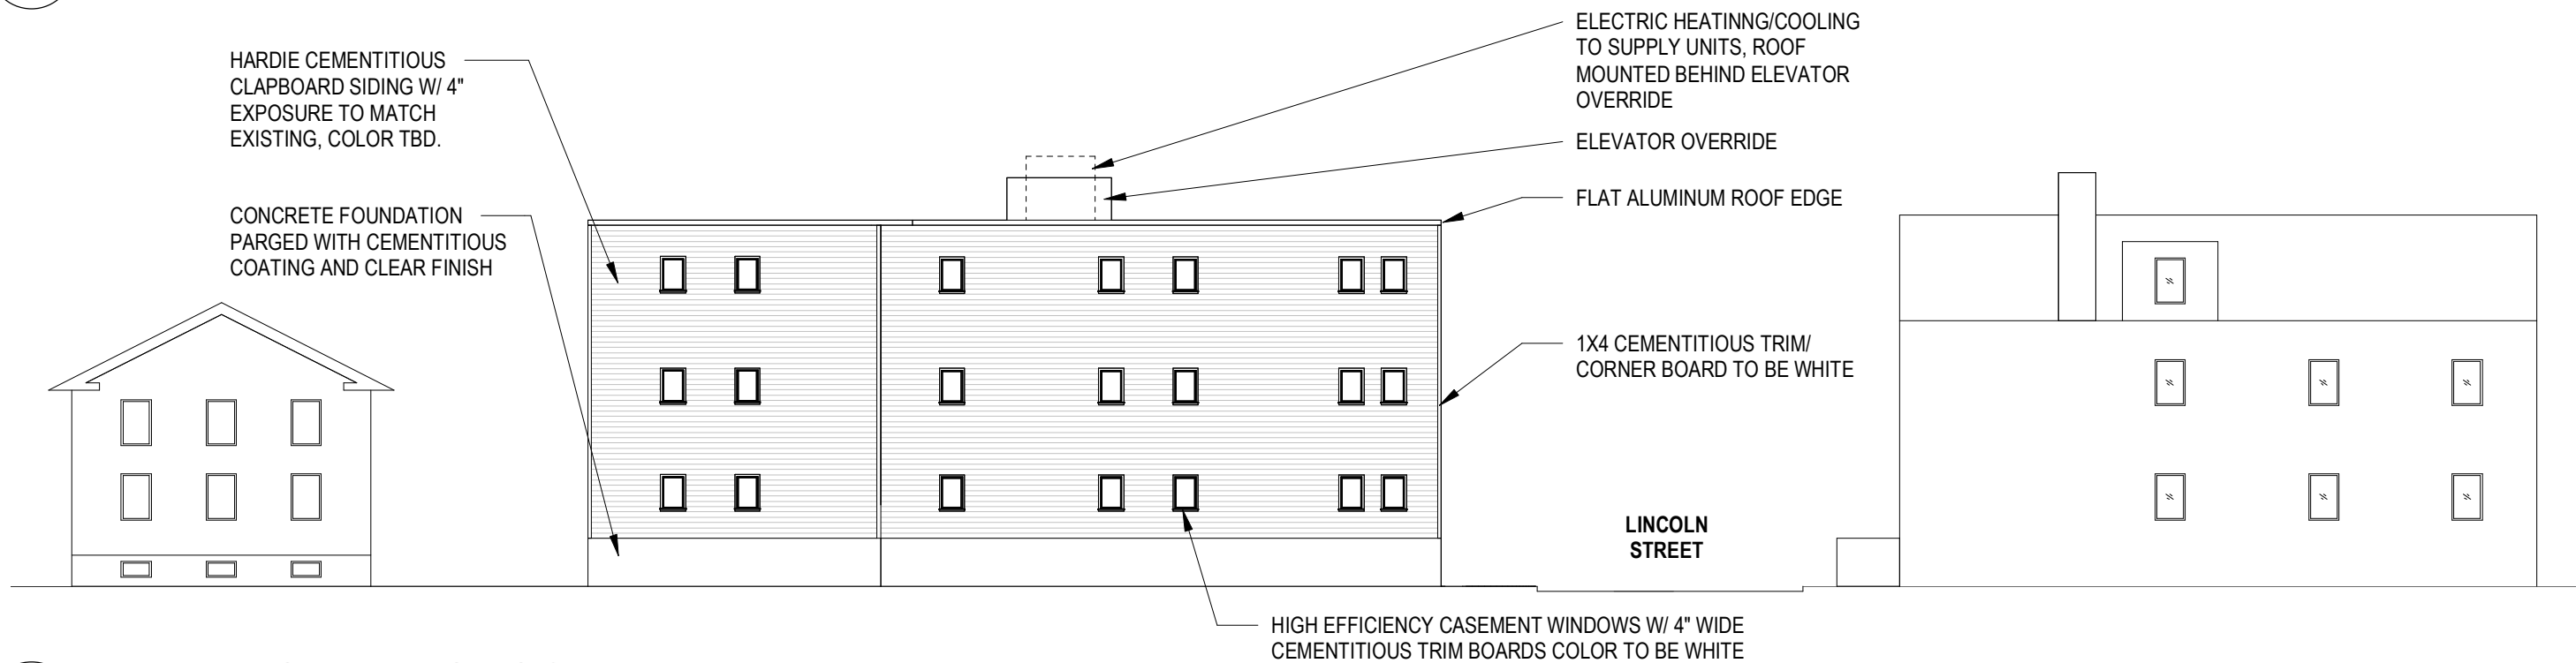 HARDIE CEMENTITIOUS
CLAPBOARD SIDING W/ 4"
EXPOSURE TO MATCH
EXISTING, COLOR TBD.
CONCRETE FOUNDATION
PARGED WITH CEMENTITIOUS
COATING AND CLEAR FINISH
ELECTRIC HEATINNG/COOLING
TO SUPPLY UNITS, ROOF
MOUNTED BEHIND ELEVATOR
OVERRIDE
ELEVATOR OVERRIDE
FLAT ALUMINUM ROOF EDGE
1X4 CEMENTITIOUS TRIM/
CORNER BOARD TO BE WHITE
LINCOLN
STREET
HIGH EFFICIENCY CASEMENT WINDOWS W/ 4" WIDE
CEMENTITIOUS TRIM BOARDS COLOR TO BE WHITE